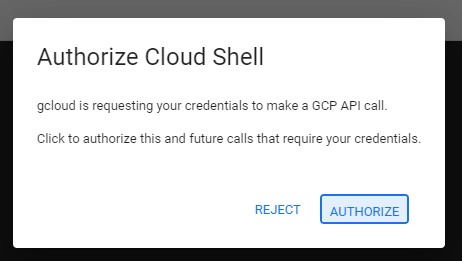 Authorize Cloud Shell
gcloud is requesting your credentials to make a GCP API call.
Click to authorize this and future calls that require your credentials.
REJECT AUTHORIZE